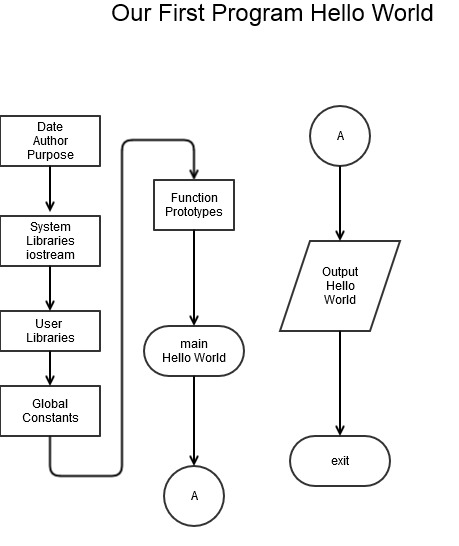 Our First Program Hello World
Date
Author
Purpose
System
Libraries
iostream
User
Libraries
Global
Constants
Function
Prototypes
main
Hello World
A
A
Output
Hello
World
exit